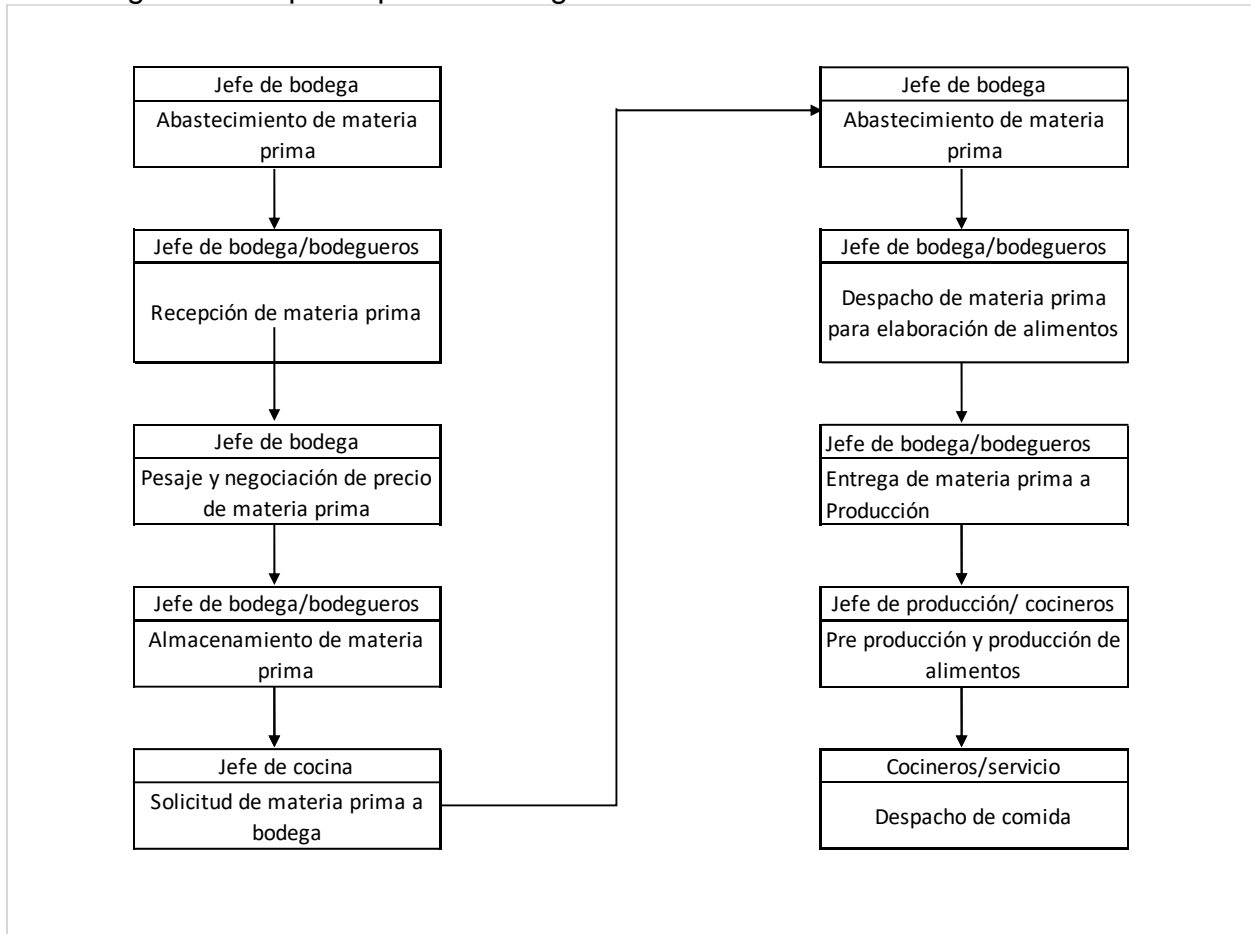 Jefe de bodega
Abastecimiento de materia
prima
Jefe de bodega/bodegueros
Recepción de materia prima
Jefe de bodega
Pesaje y negociación de precio
de materia prima
Jefe de bodega/bodegueros
Almacenamiento de materia
prima
Jefe de cocina
Solicitud de materia prima a
bodega
Jefe de bodega
Abastecimiento de materia
prima
Jefe de bodega/bodegueros
Despacho de materia prima
para elaboración de alimentos
Jefe de bodega/bodegueros
Entrega de materia prima a
Producción
Jefe de producción/ cocineros
Pre producción y producción de
alimentos
Cocineros/servicio
Despacho de comida